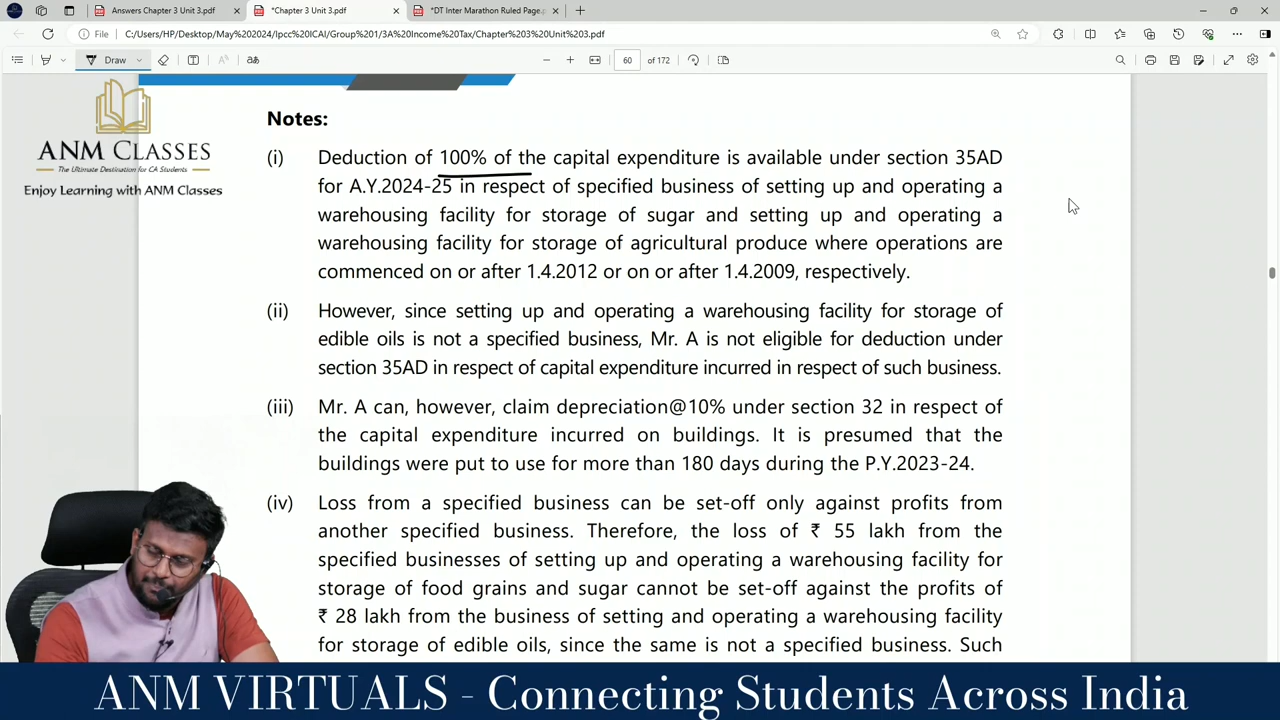 Answers Chapter 3 Unit 3.pdf
*Chapter 3 Unit 3.pdf
*DT Inter Marathon Ruled Page.p
File
C:/Users/HP/Desktop/May%202024/Ipcc%20ICAI/Group%201/3A%20Income%20Tax/Chapter%203%20Unit%203.pdf
Draw
60 of 172
ANM CLASSES
The Ultimate Destination for CA Students
Enjoy Learning with ANM Classes
Notes:
(i) Deduction of 100% of the capital expenditure is available under section 35AD
for A.Y.2024-25 in respect of specified business of setting up and operating a
warehousing facility for storage of sugar and setting up and operating a
warehousing facility for storage of agricultural produce where operations are
commenced on or after 1.4.2012 or on or after 1.4.2009, respectively.
(ii) However, since setting up and operating a warehousing facility for storage of
edible oils is not a specified business, Mr. A is not eligible for deduction under
section 35AD in respect of capital expenditure incurred in respect of such business.
(iii) Mr. A can, however, claim depreciation@10% under section 32 in respect of
the capital expenditure incurred on buildings. It is presumed that the
buildings were put to use for more than 180 days during the P.Y.2023-24.
(iv) Loss from a specified business can be set-off only against profits from
another specified business. Therefore, the loss of ₹ 55 lakh from the
specified businesses of setting up and operating a warehousing facility for
storage of food grains and sugar cannot be set-off against the profits of
₹ 28 lakh from the business of setting and operating a warehousing facility
for storage of edible oils, since the same is not a specified business. Such
ANM VIRTUALS - Connecting Students Across India